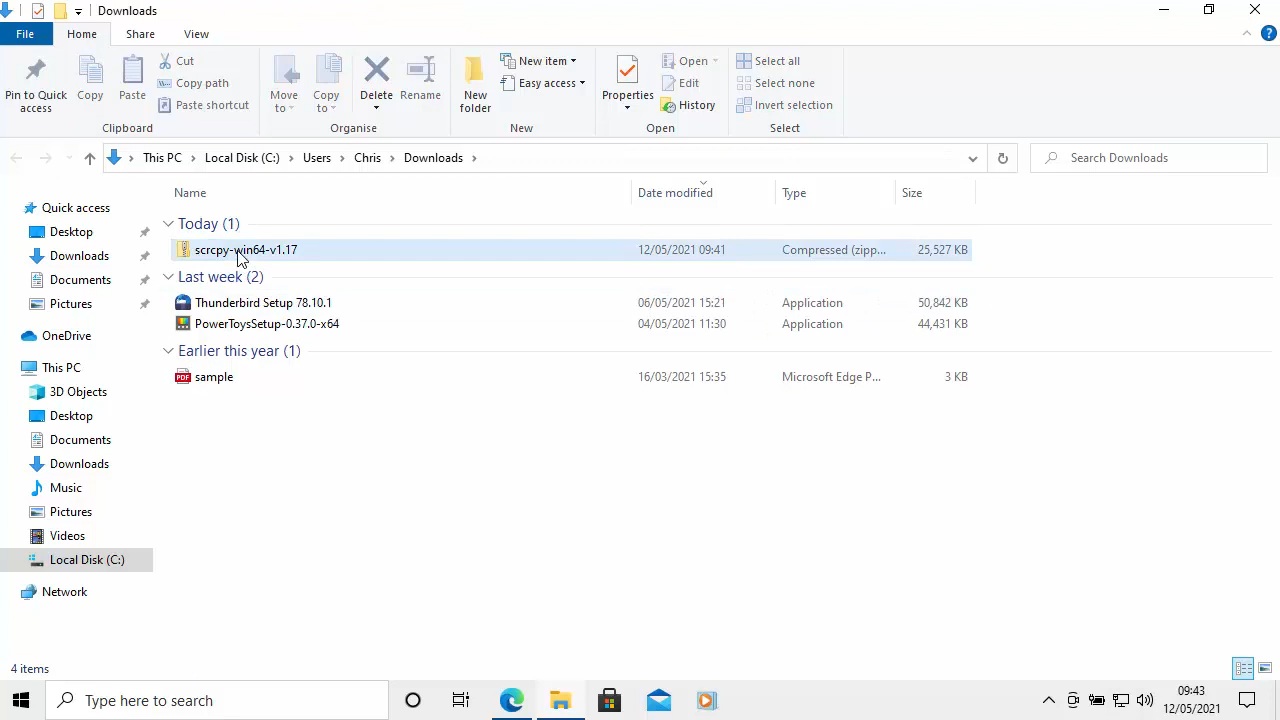 Downloads
File Home Share View
Pin to Quick access
Copy
Paste
Cut
Copy path
Paste shortcut
Clipboard
Move to
Copy to
Delete
Rename
Organise
New folder
New item
Easy access
New
Properties
Open
Edit
History
Open
Select all
Select none
Invert selection
Select
This PC > Local Disk (C:) > Users > Chris > Downloads >
Search Downloads
Name Date modified Type Size
Quick access
Desktop
Downloads
Documents
Pictures
OneDrive
This PC
3D Objects
Desktop
Documents
Downloads
Music
Pictures
Videos
Local Disk (C:)
Network
Today (1)
scrcpy-win64-v1.17 12/05/2021 09:41 Compressed (zipp... 25,527 KB
Last week (2)
Thunderbird Setup 78.10.1 06/05/2021 15:21 Application 50,842 KB
PowerToysSetup-0.37.0-x64 04/05/2021 11:30 Application 44,431 KB
Earlier this year (1)
PDF sample 16/03/2021 15:35 Microsoft Edge P... 3 KB
4 items
Type here to search
09:43
12/05/2021